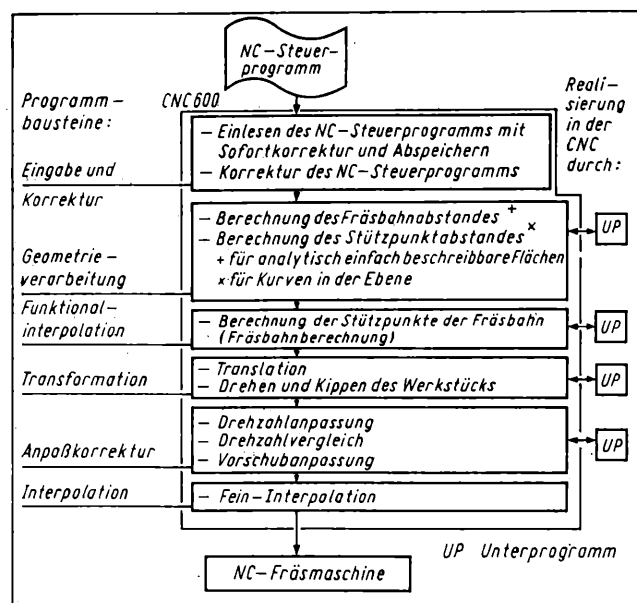 NC-Steuer-
programm
Programm-
bausteine:
CNC 600
Reali-
sierung
in der
CNC
durch:
Eingabe und
Korrektur
– Einlesen des NC-Steuerprogramms mit
Sofortkorrektur und Abspeichern
– Korrektur des NC-Steuerprogramms
Geometrie-
verarbeitung
– Berechnung des Fräsbahnabstandes +
– Berechnung des Stützpunktabstandes ×
+ für analytisch einfach beschreibbare Flächen
× für Kurven in der Ebene
UP
Funktional-
interpolation
– Berechnung der Stützpunkte der Fräsbahn
(Fräsbahnberechnung)
UP
Transformation
– Translation
– Drehen und Kippen des Werkstücks
UP
Anpaßkorrektur
– Drehzahlanpassung
– Drehzahlvergleich
– Vorschubanpassung
UP
Interpolation
– Fein-Interpolation
UP Unterprogramm
NC-Fräsmaschine